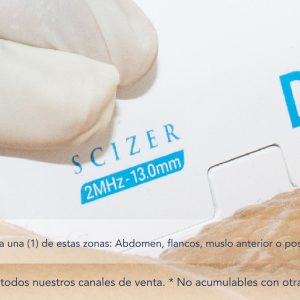 SCIZER
2MHz-13.0mm
a una (1) de estas zonas: Abdomen, flancos, muslo anterior o pos
todos nuestros canales de venta. * No acumulables con otra